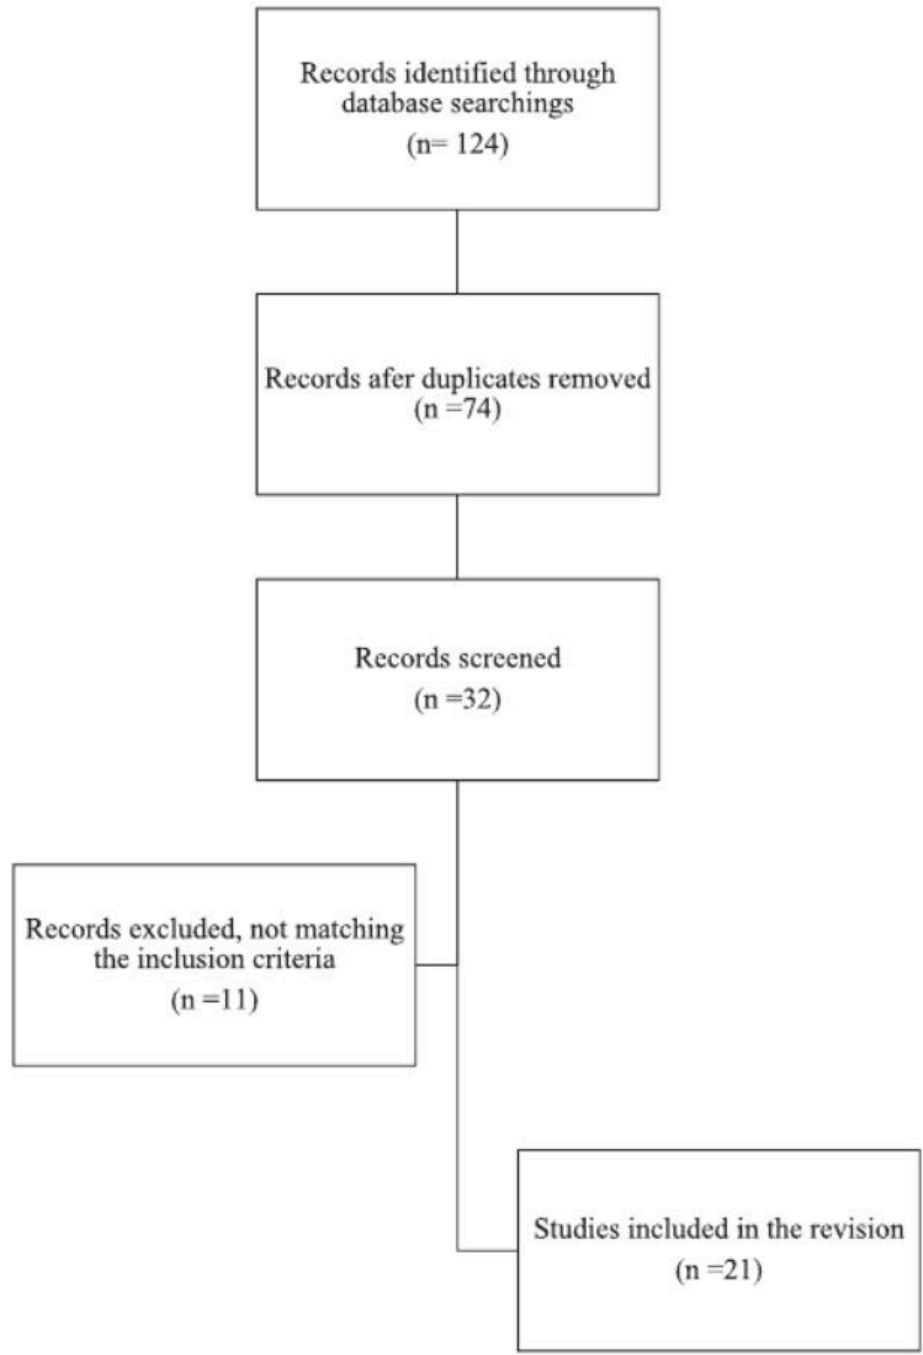 Records identified through
database searchings
(n= 124)
Records afer duplicates removed
(n =74)
Records screened
(n =32)
Records excluded, not matching
the inclusion criteria
(n =11)
Studies included in the revision
(n =21)